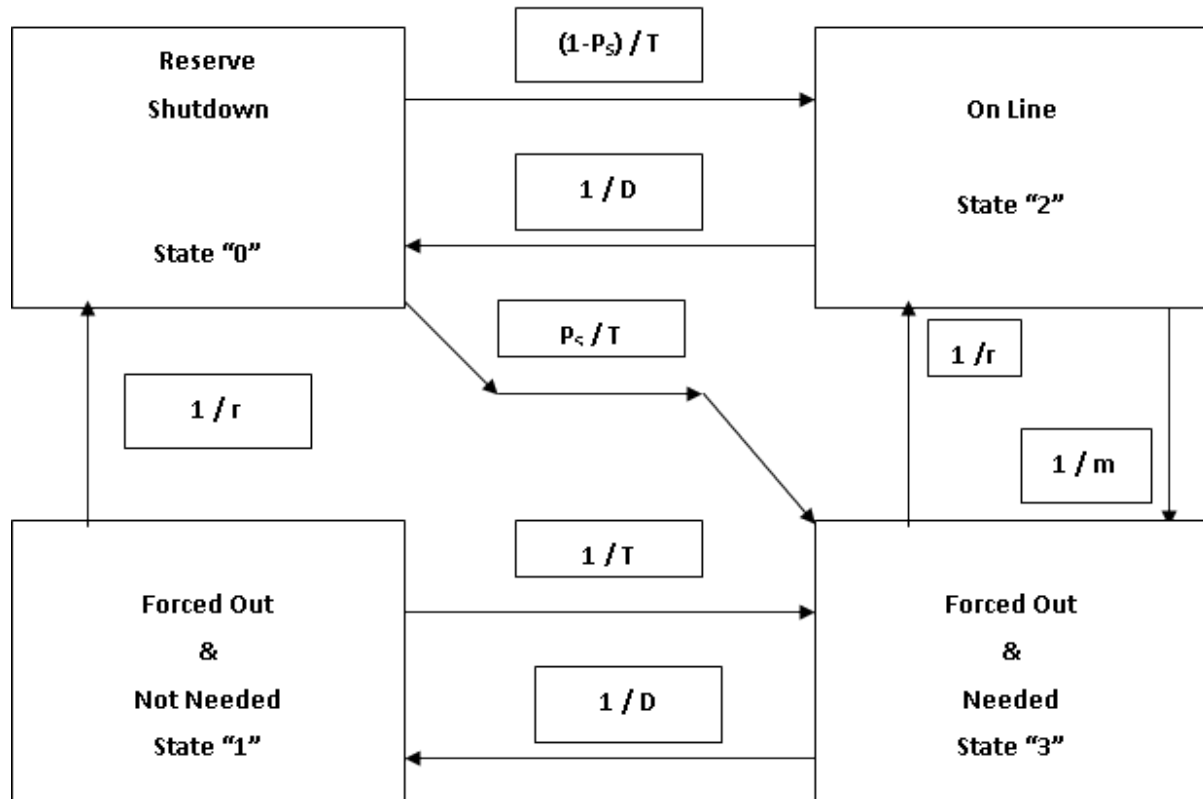 Reserve
Shutdown
State “0”
(1-PS) / T
On Line
State “2”
1 / D
PS / T
1 / r
1 /r
1 / m
Forced Out
&
Not Needed
State “1”
1 / T
1 / D
Forced Out
&
Needed
State “3”